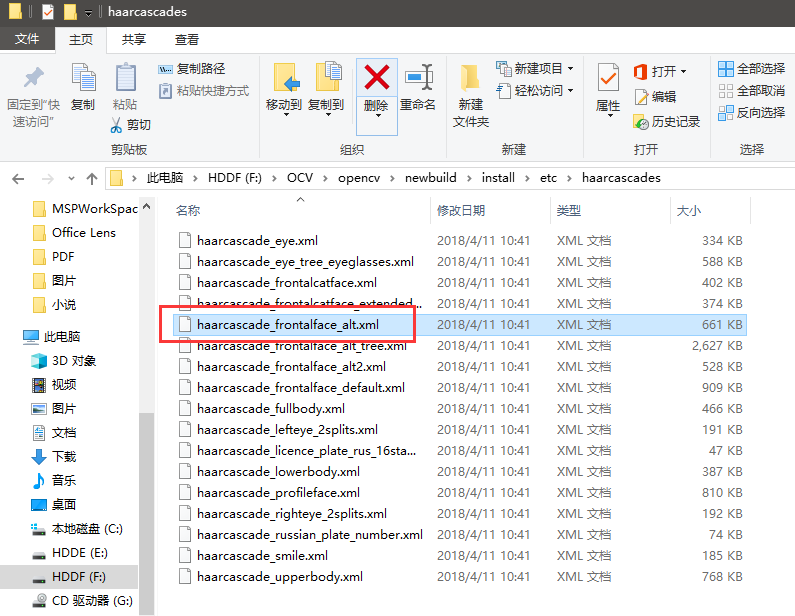 haarcascades
文件 主页 共享 查看
固定到“快速访问”
复制
粘贴
复制路径
粘贴快捷方式
剪切
剪贴板
移动到
复制到
删除
重命名
组织
新建
文件夹
新建项目
轻松访问
新建
属性
打开
编辑
历史记录
打开
全部选择
全部取消
反向选择
选择
此电脑 HDDF (F:) OCV opencv newbuild install etc haarcascades
MSPWorkSpac
Office Lens
PDF
图片
小说
此电脑
3D 对象
视频
图片
文档
下载
音乐
桌面
本地磁盘 (C:)
HDDE (E:)
HDDF (F:)
CD 驱动器 (G:)
名称 修改日期 类型 大小
haarcascade_eye.xml 2018/4/11 10:41 XML 文档 334 KB
haarcascade_eye_tree_eyeglasses.xml 2018/4/11 10:41 XML 文档 588 KB
haarcascade_frontalcatface.xml 2018/4/11 10:41 XML 文档 402 KB
haarcascade_frontalcatface_extended... 2018/4/11 10:41 XML 文档 374 KB
haarcascade_frontalface_alt.xml 2018/4/11 10:41 XML 文档 661 KB
haarcascade_frontalface_alt_tree.xml 2018/4/11 10:41 XML 文档 2,627 KB
haarcascade_frontalface_alt2.xml 2018/4/11 10:41 XML 文档 528 KB
haarcascade_frontalface_default.xml 2018/4/11 10:41 XML 文档 909 KB
haarcascade_fullbody.xml 2018/4/11 10:41 XML 文档 466 KB
haarcascade_lefteye_2splits.xml 2018/4/11 10:41 XML 文档 191 KB
haarcascade_licence_plate_rus_16sta... 2018/4/11 10:41 XML 文档 47 KB
haarcascade_lowerbody.xml 2018/4/11 10:41 XML 文档 387 KB
haarcascade_profileface.xml 2018/4/11 10:41 XML 文档 810 KB
haarcascade_righteye_2splits.xml 2018/4/11 10:41 XML 文档 192 KB
haarcascade_russian_plate_number.xml 2018/4/11 10:41 XML 文档 74 KB
haarcascade_smile.xml 2018/4/11 10:41 XML 文档 185 KB
haarcascade_upperbody.xml 2018/4/11 10:41 XML 文档 768 KB